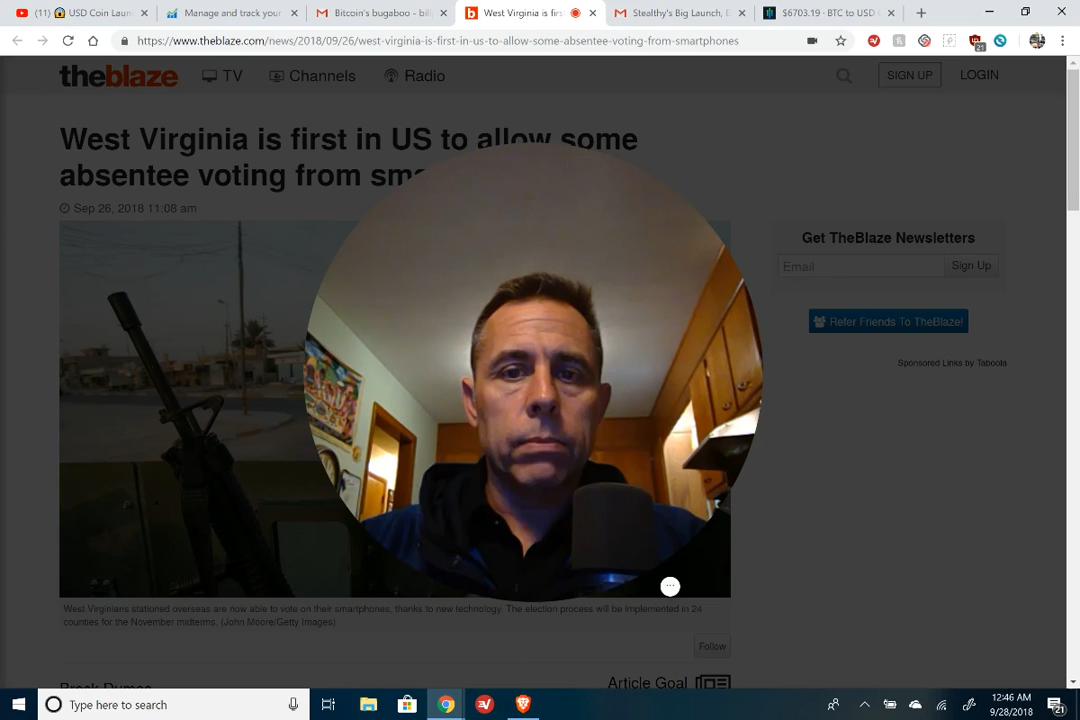 (11) 😱 USD Coin Laun
Manage and track your
Bitcoin's bugaboo - bill
West Virginia is firs
Stealthy's Big Launch, E
$6703.19 · BTC to USD C
https://www.theblaze.com/news/2018/09/26/west-virginia-is-first-in-us-to-allow-some-absentee-voting-from-smartphones
21
theblaze
TV
Channels
Radio
SIGN UP
LOGIN
West Virginia is first in US to allow some
absentee voting from sma
Sep 26, 2018 11:08 am
Get TheBlaze Newsletters
Email
Sign Up
Refer Friends To TheBlaze!
Sponsored Links by Taboola
West Virginians stationed overseas are now able to vote on their smartphones, thanks to new technology. The election process will be implemented in 24
counties for the November midterms. (John Moore/Getty Images)
Follow
Brock Dumas
Article Goal
Type here to search
12:46 AM
9/28/2018
21